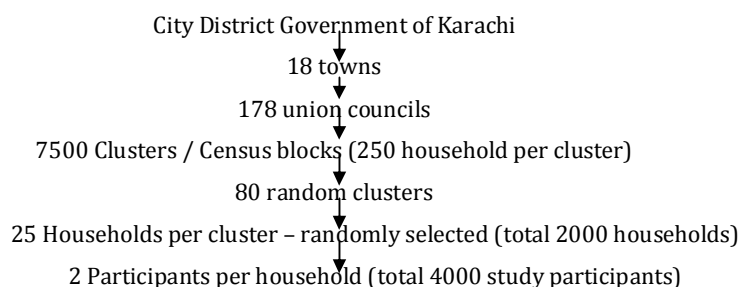 City District Government of Karachi
18 towns
178 union councils
7500 Clusters / Census blocks (250 household per cluster)
80 random clusters
25 Households per cluster – randomly selected (total 2000 households)
2 Participants per household (total 4000 study participants)